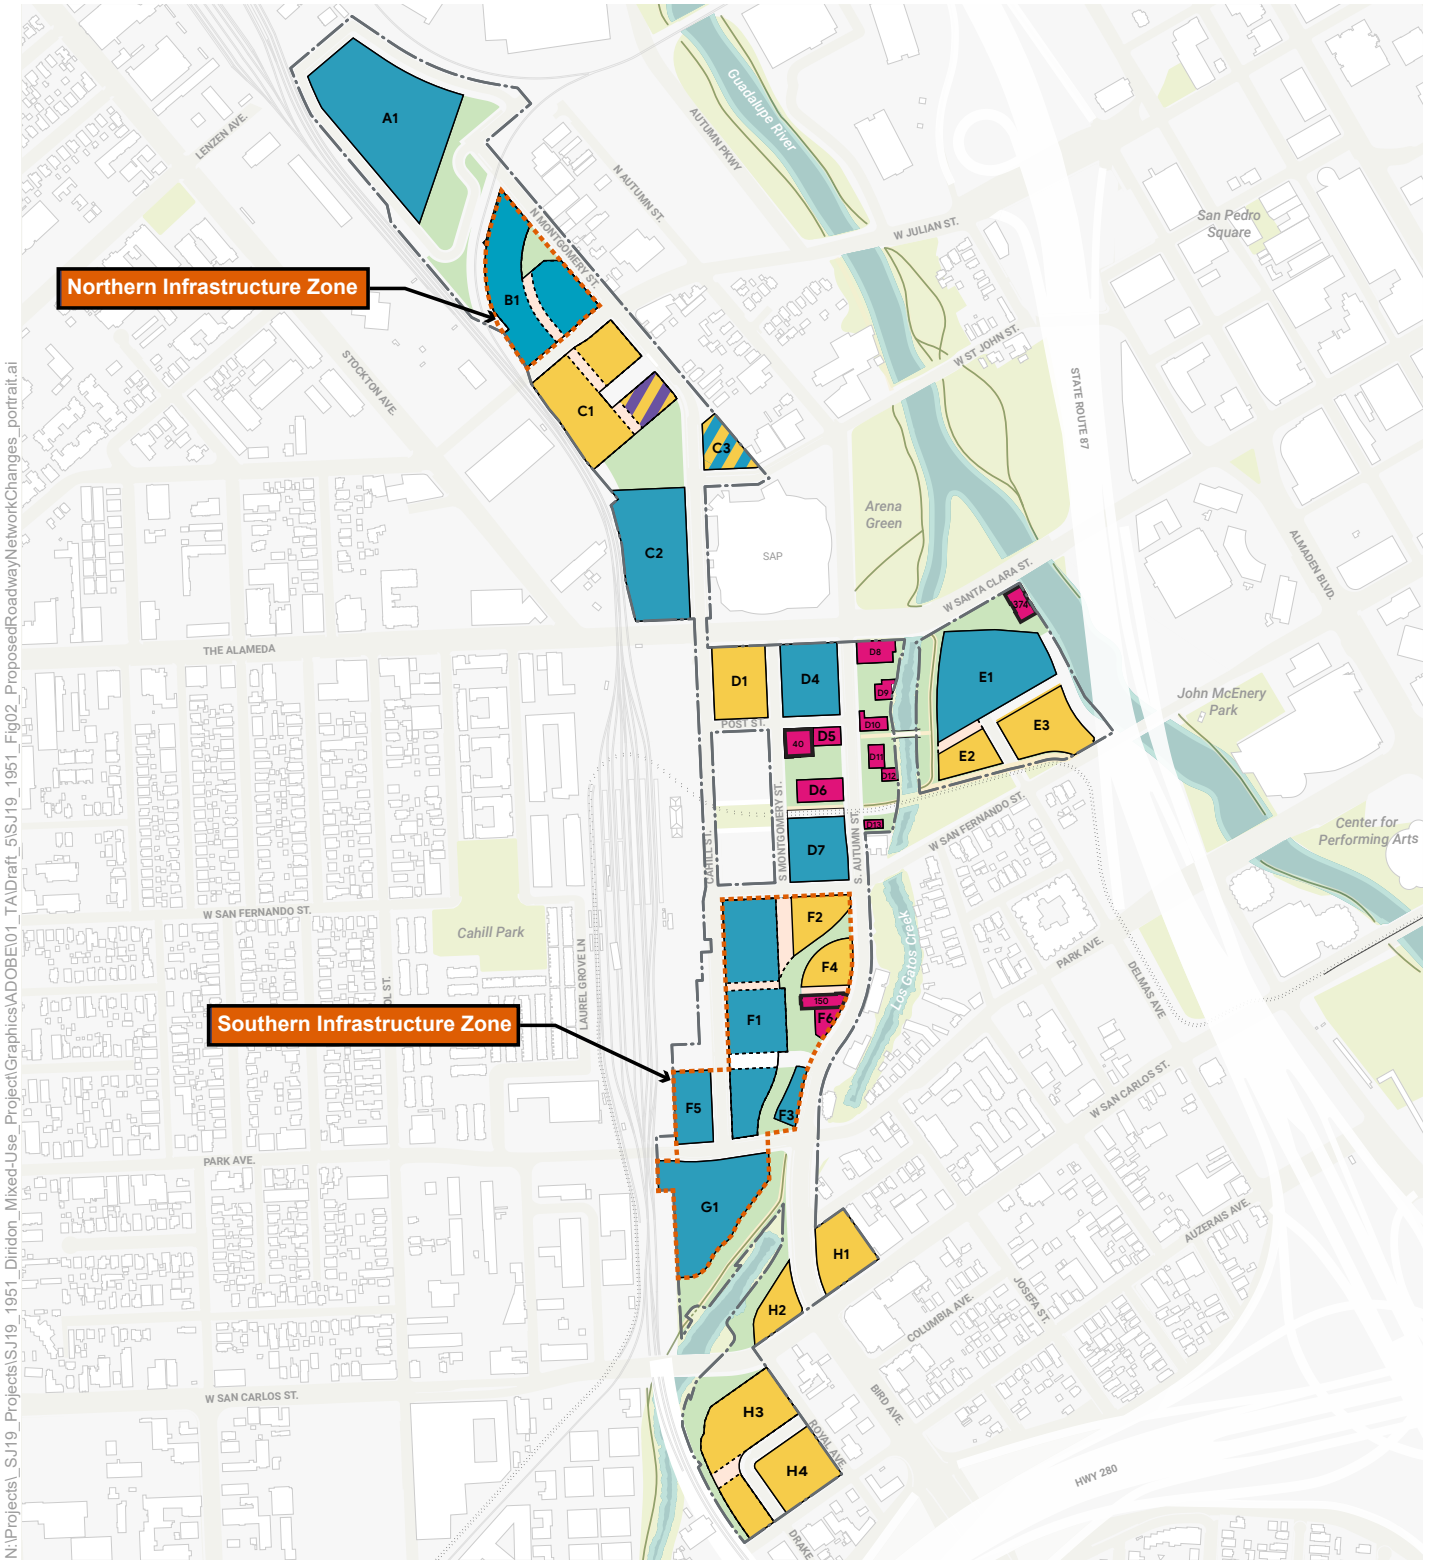 A1
Guadalupe River
AUTUMN PKWY
LENZEN AVE.
N AUTUMN ST.
N MONTGOMERY ST.
San Pedro
Square
W JULIAN ST.
Northern Infrastructure Zone
B1
W ST JOHN ST.
STOCKTON AVE.
STATE ROUTE 87
C1
C3
Arena
Green
C2
SAP
ALMADEN BLVD.
W SANTA CLARA ST.
374
THE ALAMEDA
D8
D1
D4
E1
D9
John McEnery
Park
POST ST.
D10
E3
D5
40
D11
E2
D12
D6
S MONTGOMERY ST.
S. AUTUMN ST.
D13
W SAN FERNANDO ST.
Center for
Performing Arts
CAHILL ST.
D7
W SAN FERNANDO ST.
F2
Cahill Park
Los Gatos Creek
PARK AVE.
F4
DELMAS AVE
LAUREL GROVE LN
OL ST.
150
F1
F6
Southern Infrastructure Zone
W SAN CARLOS ST.
F5
F3
PARK AVE.
G1
AUZERAIS AVE.
H1
JOSEFA ST.
H2
COLUMBIA AVE.
W SAN CARLOS ST.
BIRD AVE.
H3
ROYAL AVE.
H4
HWY 280
DRAKE
N:\Projects\_SJ19_Projects\SJ19_1951_Diridon_Mixed-Use_Project\Graphics\ADOBE\01_TA\Draft_5\SJ19_1951_Fig02_ProposedRoadwayNetworkChanges_portrait.ai